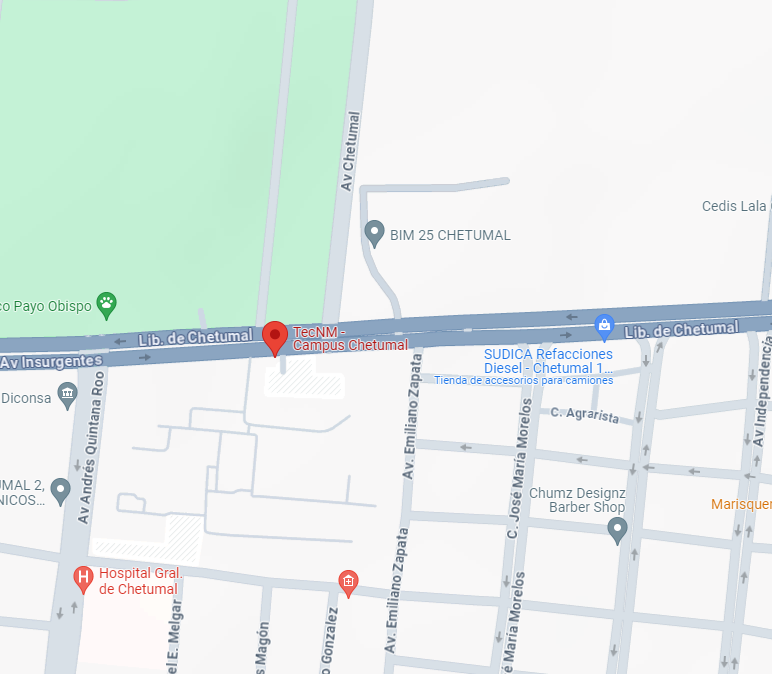 Av Chetumal
Cedis Lala
BIM 25 CHETUMAL
co Payo Obispo
Lib. de Chetumal
TecNM -
Campus Chetumal
Lib. de Chetumal
Av Insurgentes
SUDICA Refacciones
Diesel - Chetumal 1...
Tienda de accesorios para camiones
Diconsa
Av Independencia
Av. Emiliano Zapata
C. Agrarista
Av Andrés Quintana Roo
C. José María Morelos
UMAL 2,
NICOS...
Chumz Designz
Barber Shop
Marisquer
H
Hospital Gral.
de Chetumal
Av. Emiliano Zapata
el E. Melgar
s Magón
o Gonzalez
é María Morelos